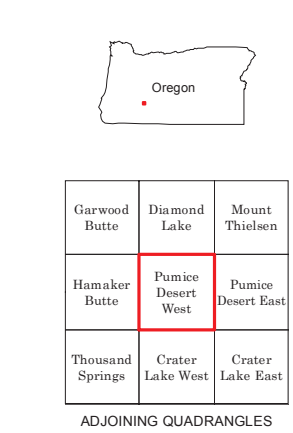 Oregon
Garwood
Butte
Diamond
Lake
Mount
Thielsen
Hamaker
Butte
Pumice
Desert
West
Pumice
Desert East
Thousand
Springs
Crater
Lake West
Crater
Lake East
ADJOINING QUADRANGLES